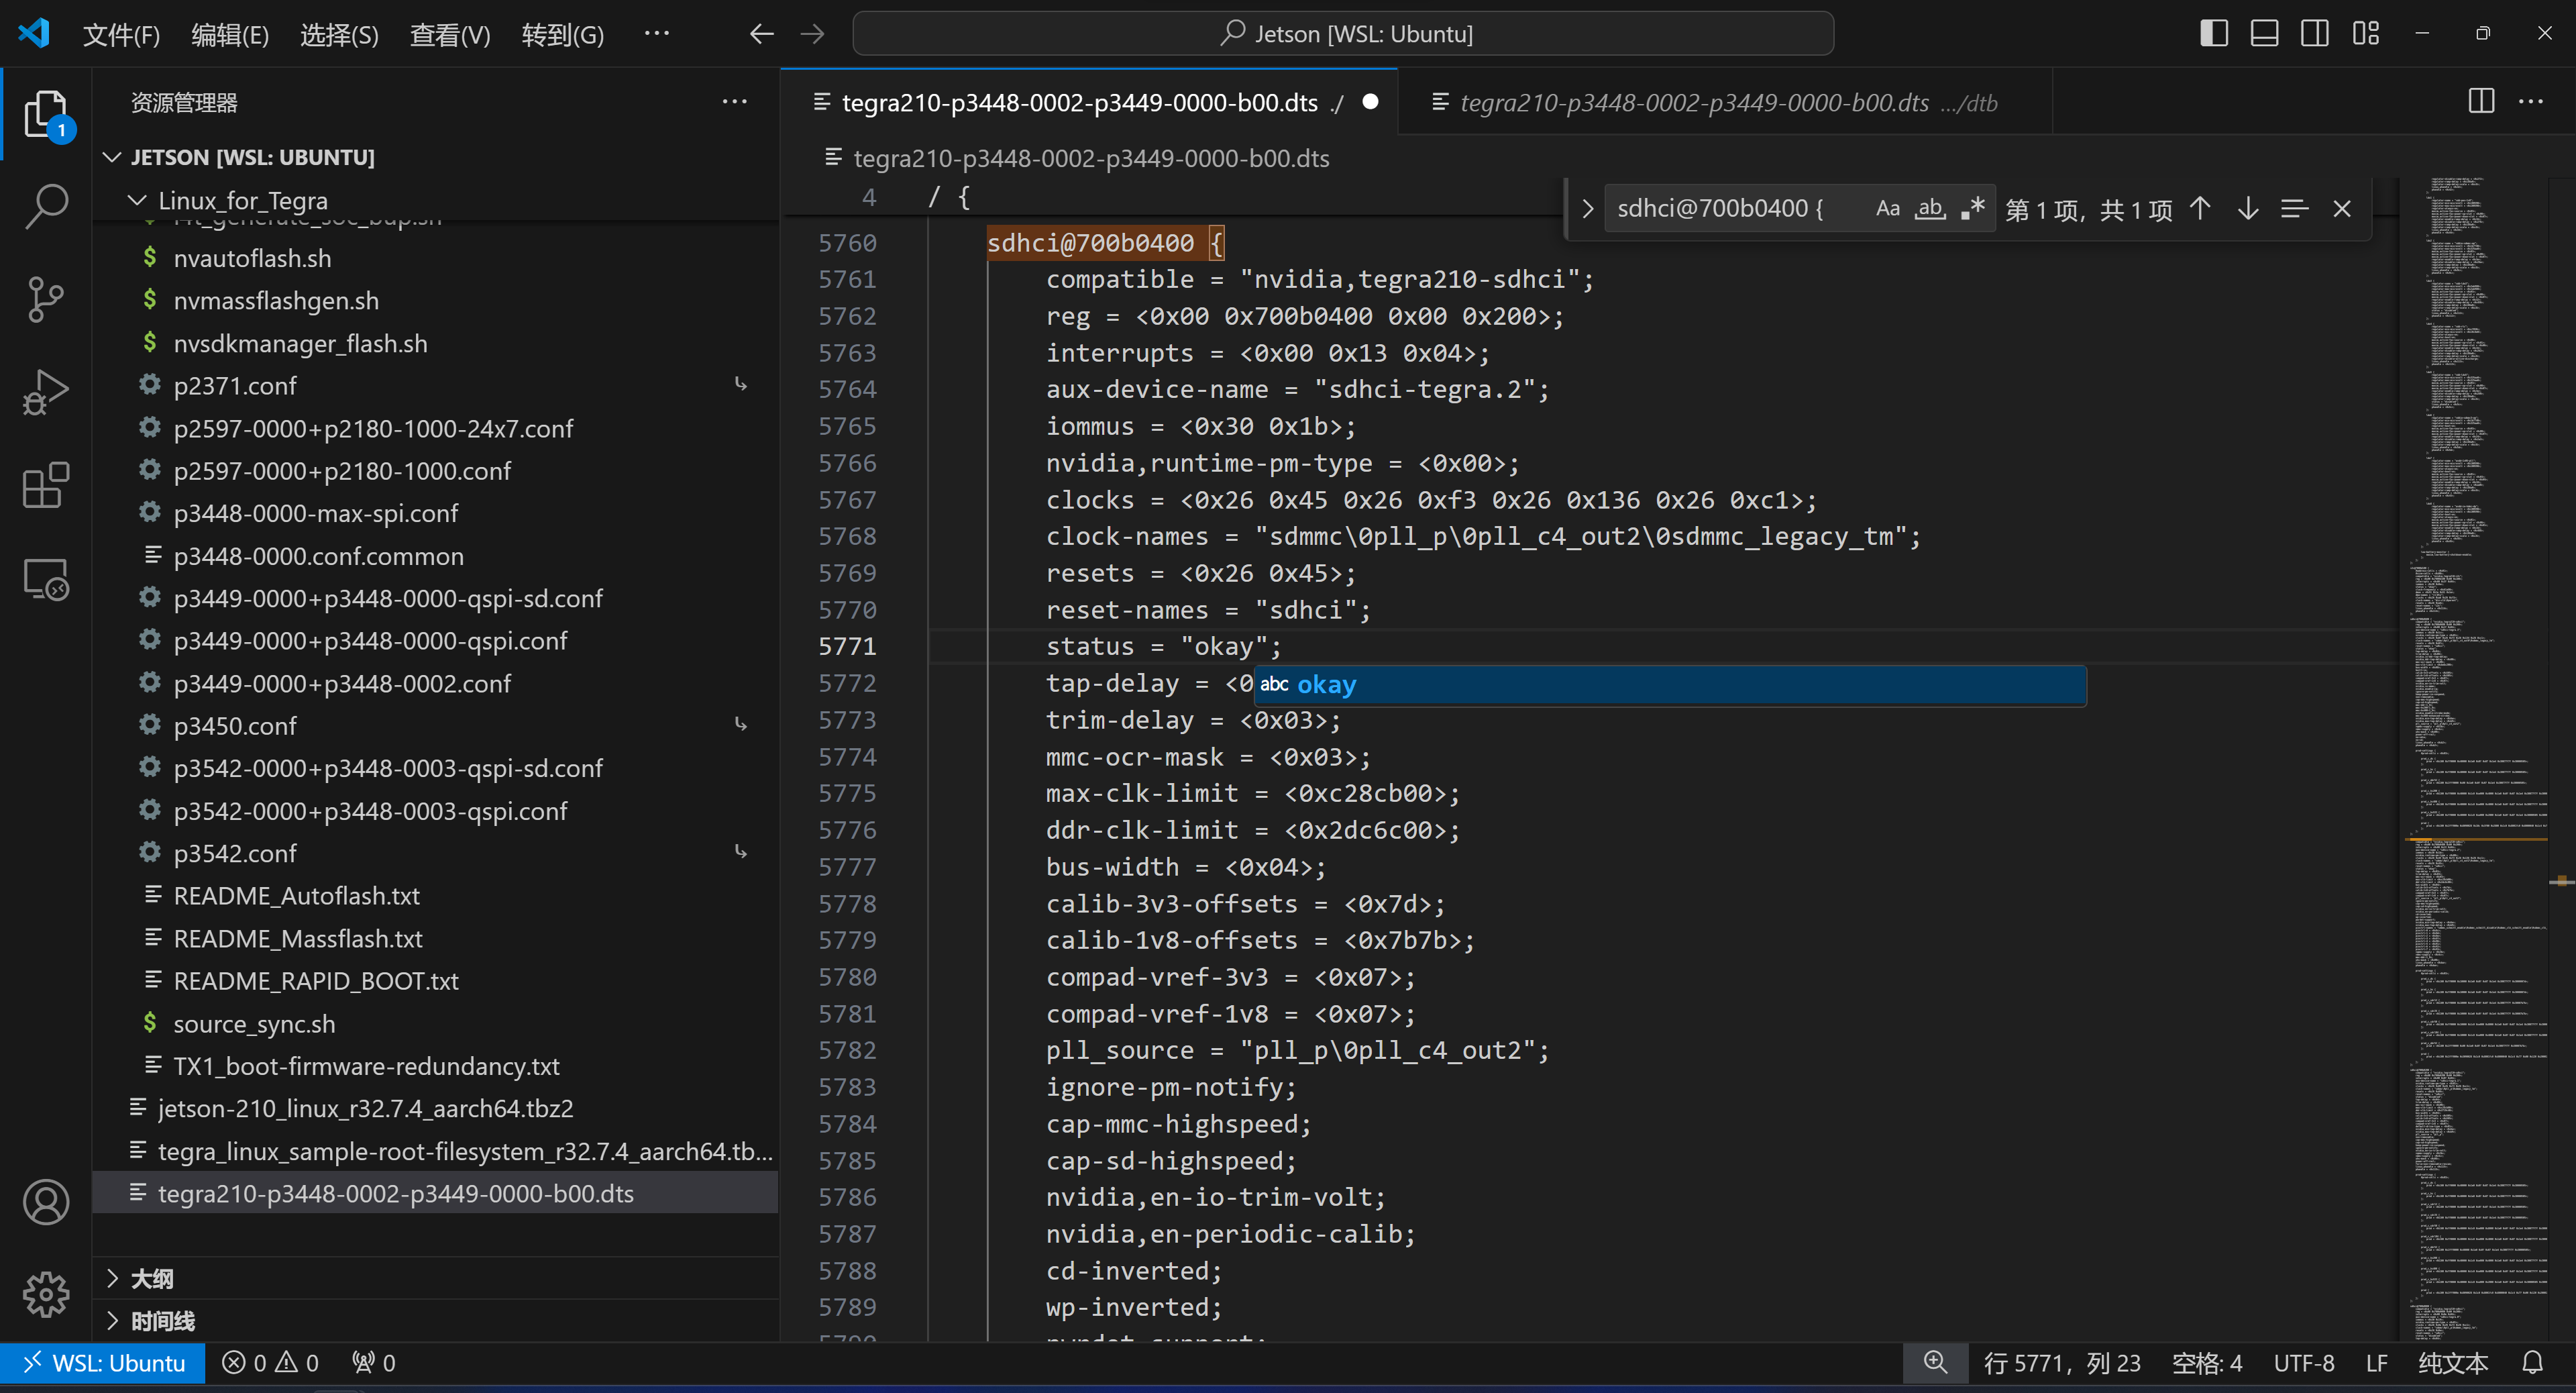 文件(F) 编辑(E) 选择(S) 查看(V) 转到(G) ··· Jetson [WSL: Ubuntu]
资源管理器
1
JETSON [WSL: UBUNTU]
Linux_for_Tegra
l4t_generate_soc_bup.sh
nvautoflash.sh
nvmassflashgen.sh
nvsdkmanager_flash.sh
p2371.conf
p2597-0000+p2180-1000-24x7.conf
p2597-0000+p2180-1000.conf
p3448-0000-max-spi.conf
p3448-0000.conf.common
p3449-0000+p3448-0000-qspi-sd.conf
p3449-0000+p3448-0000-qspi.conf
p3449-0000+p3448-0002.conf
p3450.conf
p3542-0000+p3448-0003-qspi-sd.conf
p3542-0000+p3448-0003-qspi.conf
p3542.conf
README_Autoflash.txt
README_Massflash.txt
README_RAPID_BOOT.txt
source_sync.sh
TX1_boot-firmware-redundancy.txt
jetson-210_linux_r32.7.4_aarch64.tbz2
tegra_linux_sample-root-filesystem_r32.7.4_aarch64.tb...
tegra210-p3448-0002-p3449-0000-b00.dts
大纲
时间线
tegra210-p3448-0002-p3449-0000-b00.dts ./ tegra210-p3448-0002-p3449-0000-b00.dts .../dtb
tegra210-p3448-0002-p3449-0000-b00.dts
sdhci@700b0400 { Aa ab .* 第 1 项, 共 1 项
4 / {
5760 sdhci@700b0400 {
5761 compatible = "nvidia,tegra210-sdhci";
5762 reg = <0x00 0x700b0400 0x00 0x200>;
5763 interrupts = <0x00 0x13 0x04>;
5764 aux-device-name = "sdhci-tegra.2";
5765 iommus = <0x30 0x1b>;
5766 nvidia,runtime-pm-type = <0x00>;
5767 clocks = <0x26 0x45 0x26 0xf3 0x26 0x136 0x26 0xc1>;
5768 clock-names = "sdmmc\0pll_p\0pll_c4_out2\0sdmmc_legacy_tm";
5769 resets = <0x26 0x45>;
5770 reset-names = "sdhci";
5771 status = "okay";
5772 tap-delay = <0
abc okay
5773 trim-delay = <0x03>;
5774 mmc-ocr-mask = <0x03>;
5775 max-clk-limit = <0xc28cb00>;
5776 ddr-clk-limit = <0x2dc6c00>;
5777 bus-width = <0x04>;
5778 calib-3v3-offsets = <0x7d>;
5779 calib-1v8-offsets = <0x7b7b>;
5780 compad-vref-3v3 = <0x07>;
5781 compad-vref-1v8 = <0x07>;
5782 pll_source = "pll_p\0pll_c4_out2";
5783 ignore-pm-notify;
5784 cap-mmc-highspeed;
5785 cap-sd-highspeed;
5786 nvidia,en-io-trim-volt;
5787 nvidia,en-periodic-calib;
5788 cd-inverted;
5789 wp-inverted;
5790 pwrdet-support;
WSL: Ubuntu 0 0 0 行 5771, 列 23 空格: 4 UTF-8 LF 纯文本